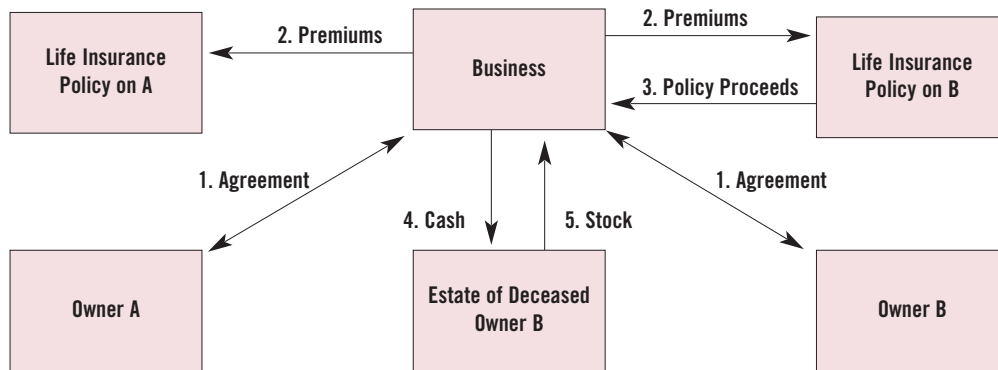 2. Premiums
2. Premiums
Life Insurance
Policy on A
Business
Life Insurance
Policy on B
3. Policy Proceeds
1. Agreement
1. Agreement
4. Cash
5. Stock
Owner A
Estate of Deceased
Owner B
Owner B